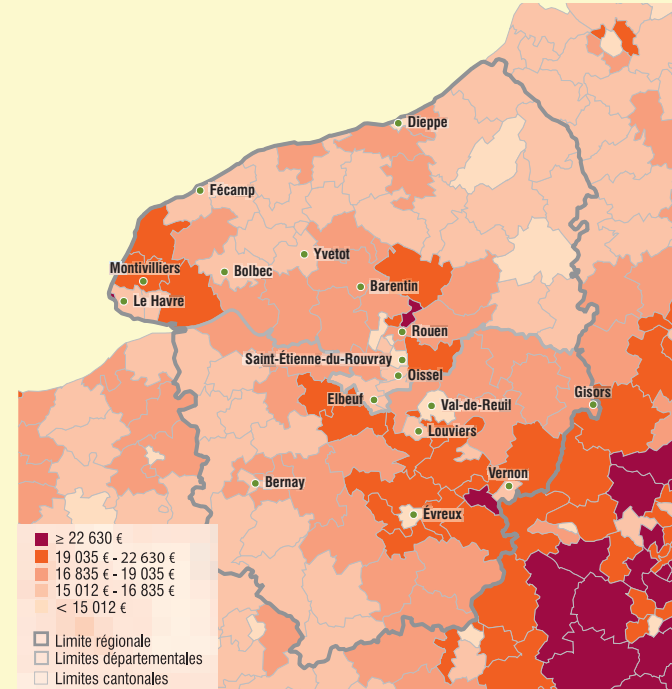 Dieppe
Fécamp
Yvetot
Montivilliers
Bolbec
Barentin
Le Havre
Rouen
Saint-Étienne-du-Rouvray
Oissel
Gisors
Elbeuf
Val-de-Reuil
Louviers
Vernon
Bernay
Évreux
≥ 22 630 €
19 035 € - 22 630 €
16 835 € - 19 035 €
15 012 € - 16 835 €
< 15 012 €
Limite régionale
Limites départementales
Limites cantonales